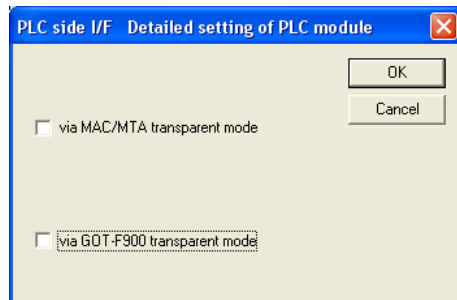 PLC side I/F Detailed setting of PLC module
OK
Cancel
via MAC/MTA transparent mode
via GOT-F900 transparent mode